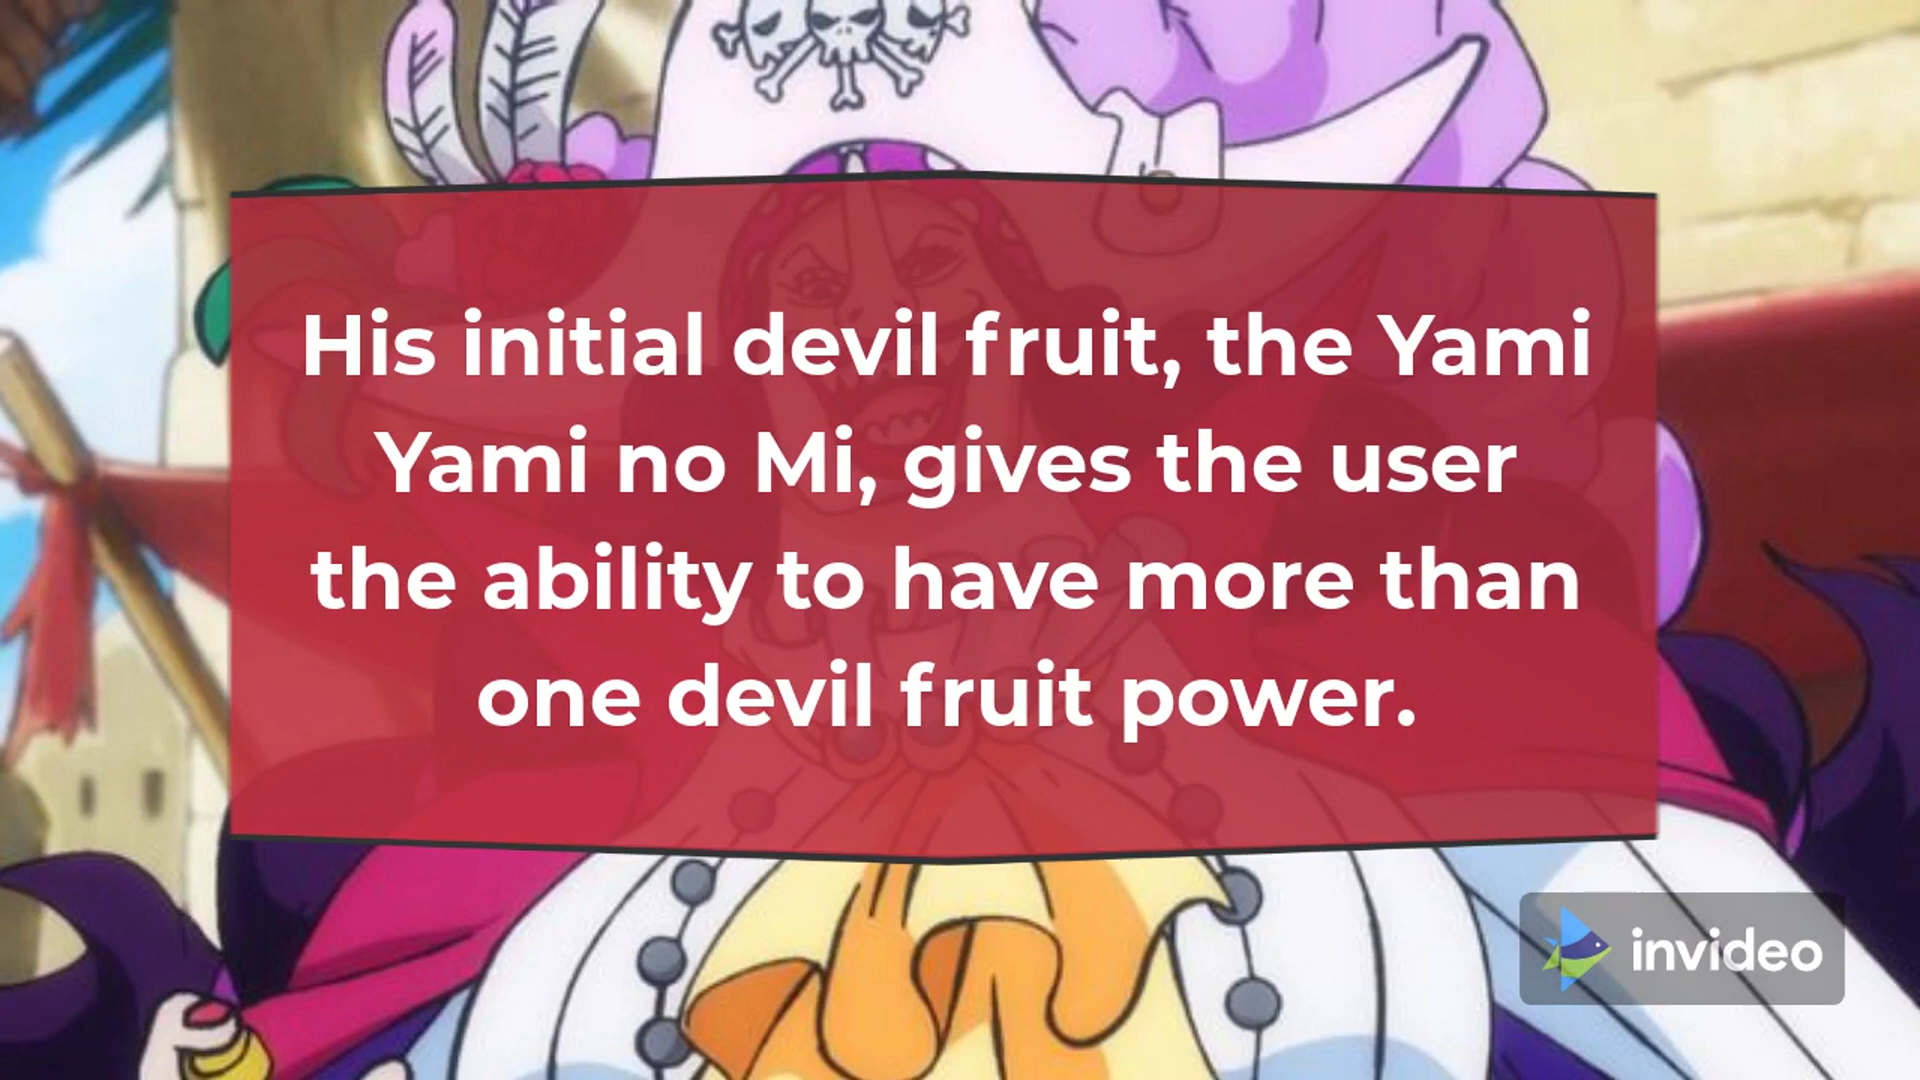 His initial devil fruit, the Yami
Yami no Mi, gives the user
the ability to have more than
one devil fruit power.
invideo